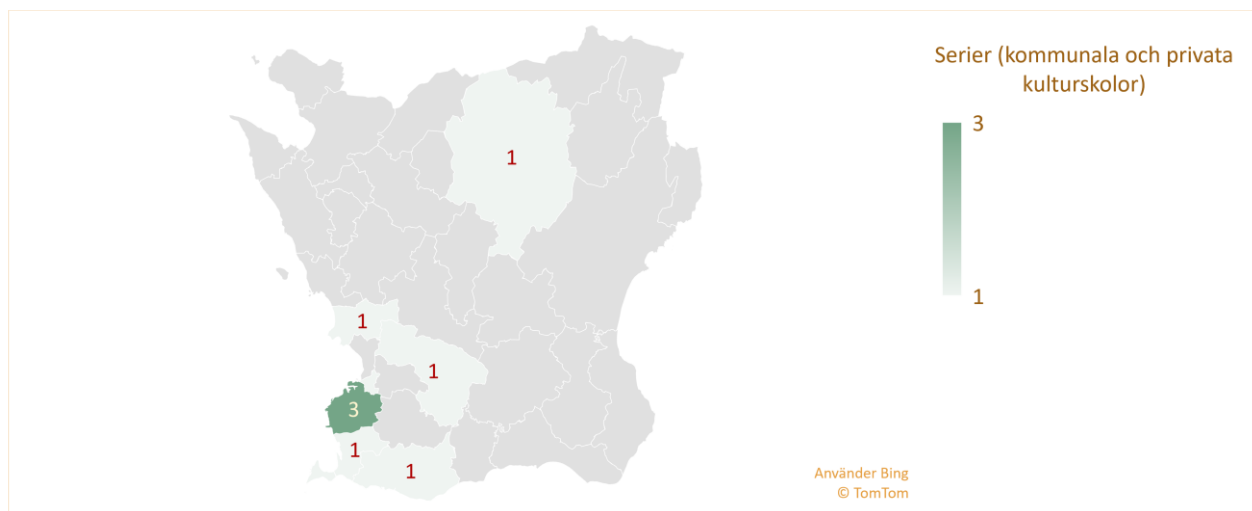 Serier (kommunala och privata
kulturskolor)
3
1
1
1
1
3
1
1
Använder Bing
© TomTom